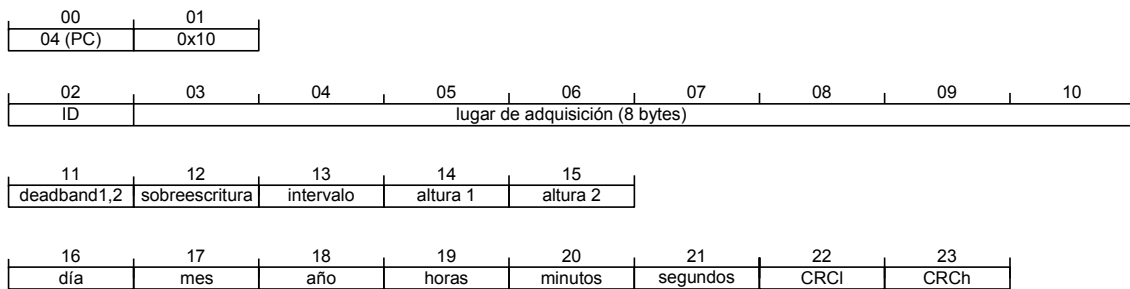 00 01
04 (PC) 0x10
02 03 04 05 06 07 08 09 10
ID lugar de adquisición (8 bytes)
11 12 13 14 15
deadband1,2 sobreescritura intervalo altura 1 altura 2
16 17 18 19 20 21 22 23
día mes año horas minutos segundos CRCl CRCh